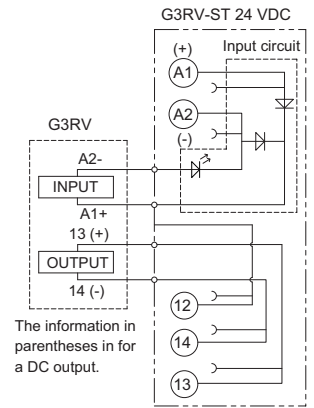 G3RV-ST 24 VDC
Input circuit
(+)
A1
A2
(-)
G3RV
A2-
INPUT
A1+
13 (+)
OUTPUT
14 (-)
12
14
13
The information in
parentheses in for
a DC output.